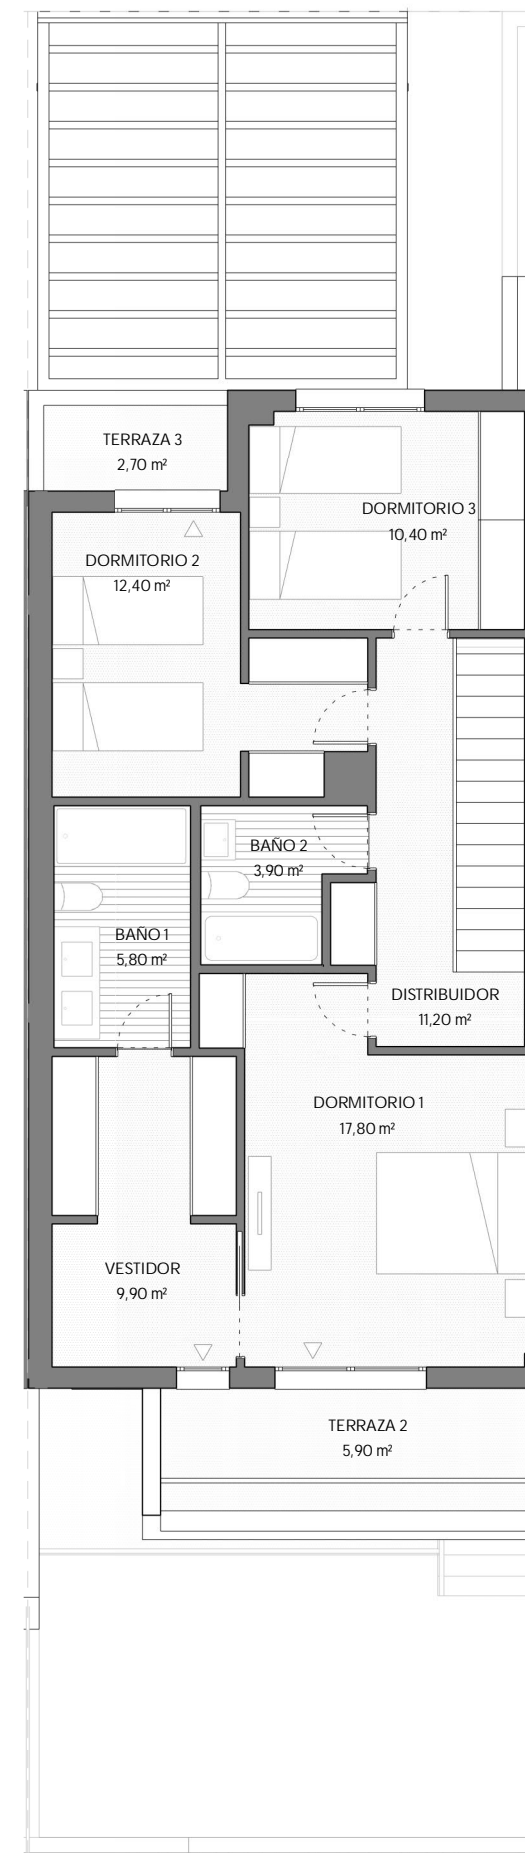 TERRAZA 3
2,70 m²
DORMITORIO 3
10,40 m²
DORMITORIO 2
12,40 m²
BAÑO 2
3,90 m²
BAÑO 1
5,80 m²
DISTRIBUIDOR
11,20 m²
DORMITORIO 1
17,80 m²
VESTIDOR
9,90 m²
TERRAZA 2
5,90 m²